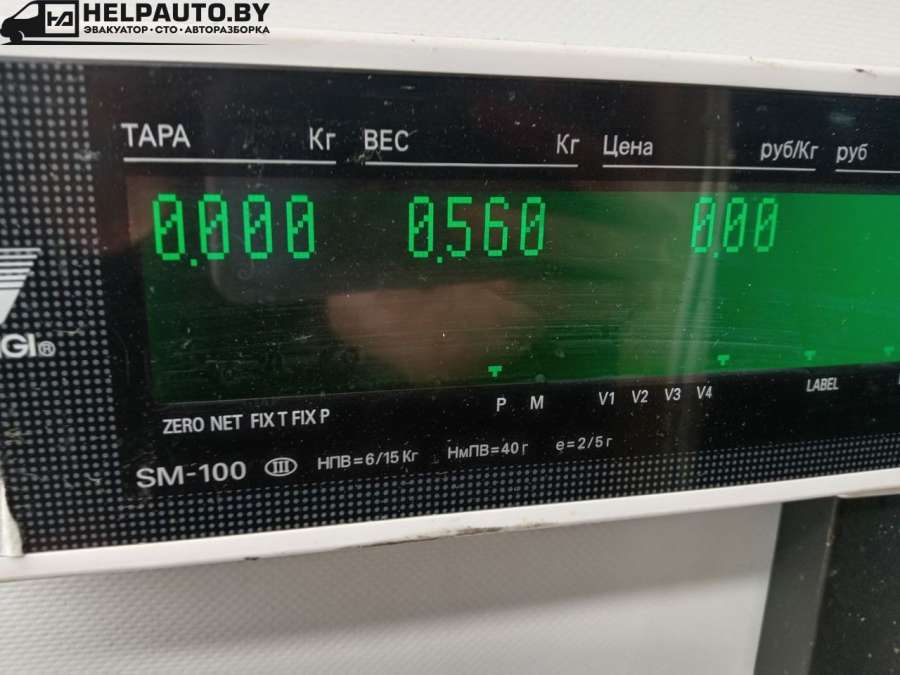 HELPAUTO.BY
ЭВАКУАТОР · СТО · АВТОРАЗБОРКА
ТАРА Кг ВЕС Кг Цена руб/Кг руб
0.000 0.560 0.00
GI®
P M V1 V2 V3 V4 LABEL
ZERO NET FIX T FIX P
SM-100 III НПВ=6/15 Кг НмПВ=40 г e=2/5 г